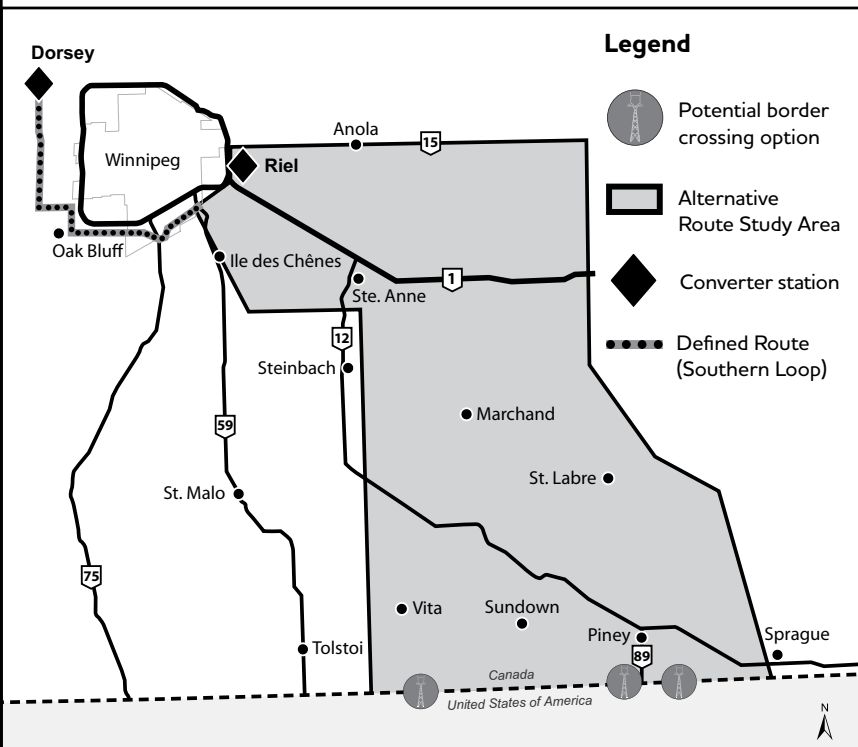 Legend
Dorsey
Potential border
crossing option
Anola
15
Winnipeg
Riel
Alternative
Route Study Area
Oak Bluff
Ile des Chênes
1
Converter station
Ste. Anne
12
Defined Route
(Southern Loop)
Steinbach
Marchand
59
St. Labre
St. Malo
75
Vita
Sundown
Piney
Sprague
Tolstoi
89
Canada
United States of America
N